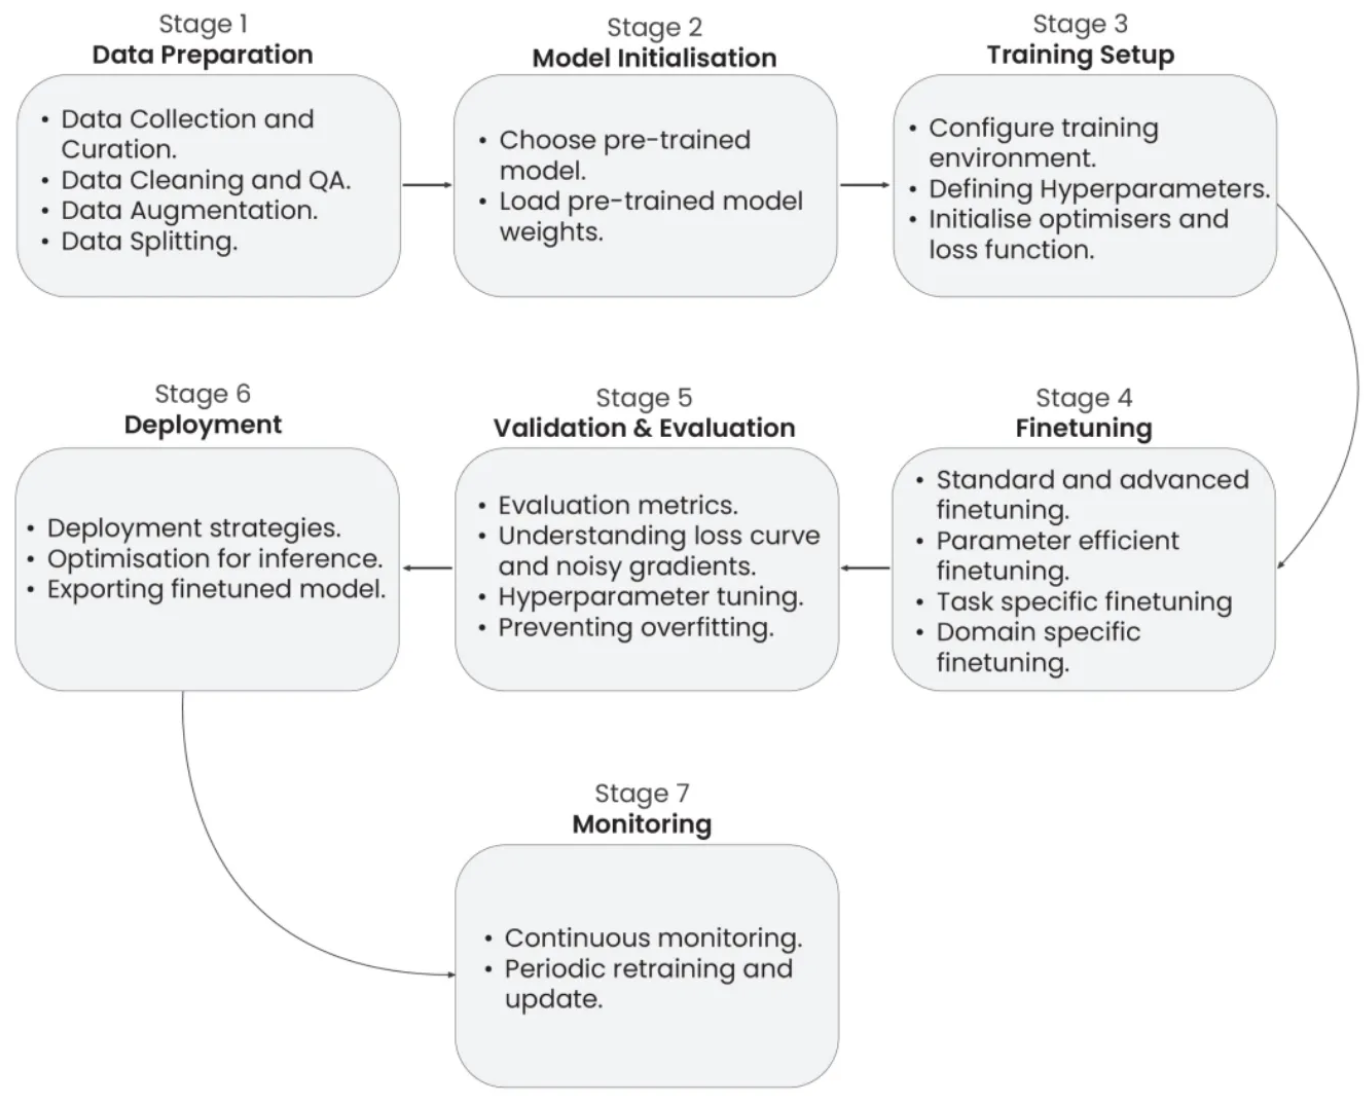 Stage 1
Data Preparation
• Data Collection and
Curation.
• Data Cleaning and QA.
• Data Augmentation.
• Data Splitting.
Stage 2
Model Initialisation
• Choose pre-trained
model.
• Load pre-trained model
weights.
Stage 3
Training Setup
• Configure training
environment.
• Defining Hyperparameters.
• Initialise optimisers and
loss function.
Stage 4
Finetuning
• Standard and advanced
finetuning.
• Parameter efficient
finetuning.
• Task specific finetuning
• Domain specific
finetuning.
Stage 5
Validation & Evaluation
• Evaluation metrics.
• Understanding loss curve
and noisy gradients.
• Hyperparameter tuning.
• Preventing overfitting.
Stage 6
Deployment
• Deployment strategies.
• Optimisation for inference.
• Exporting finetuned model.
Stage 7
Monitoring
• Continuous monitoring.
• Periodic retraining and
update.